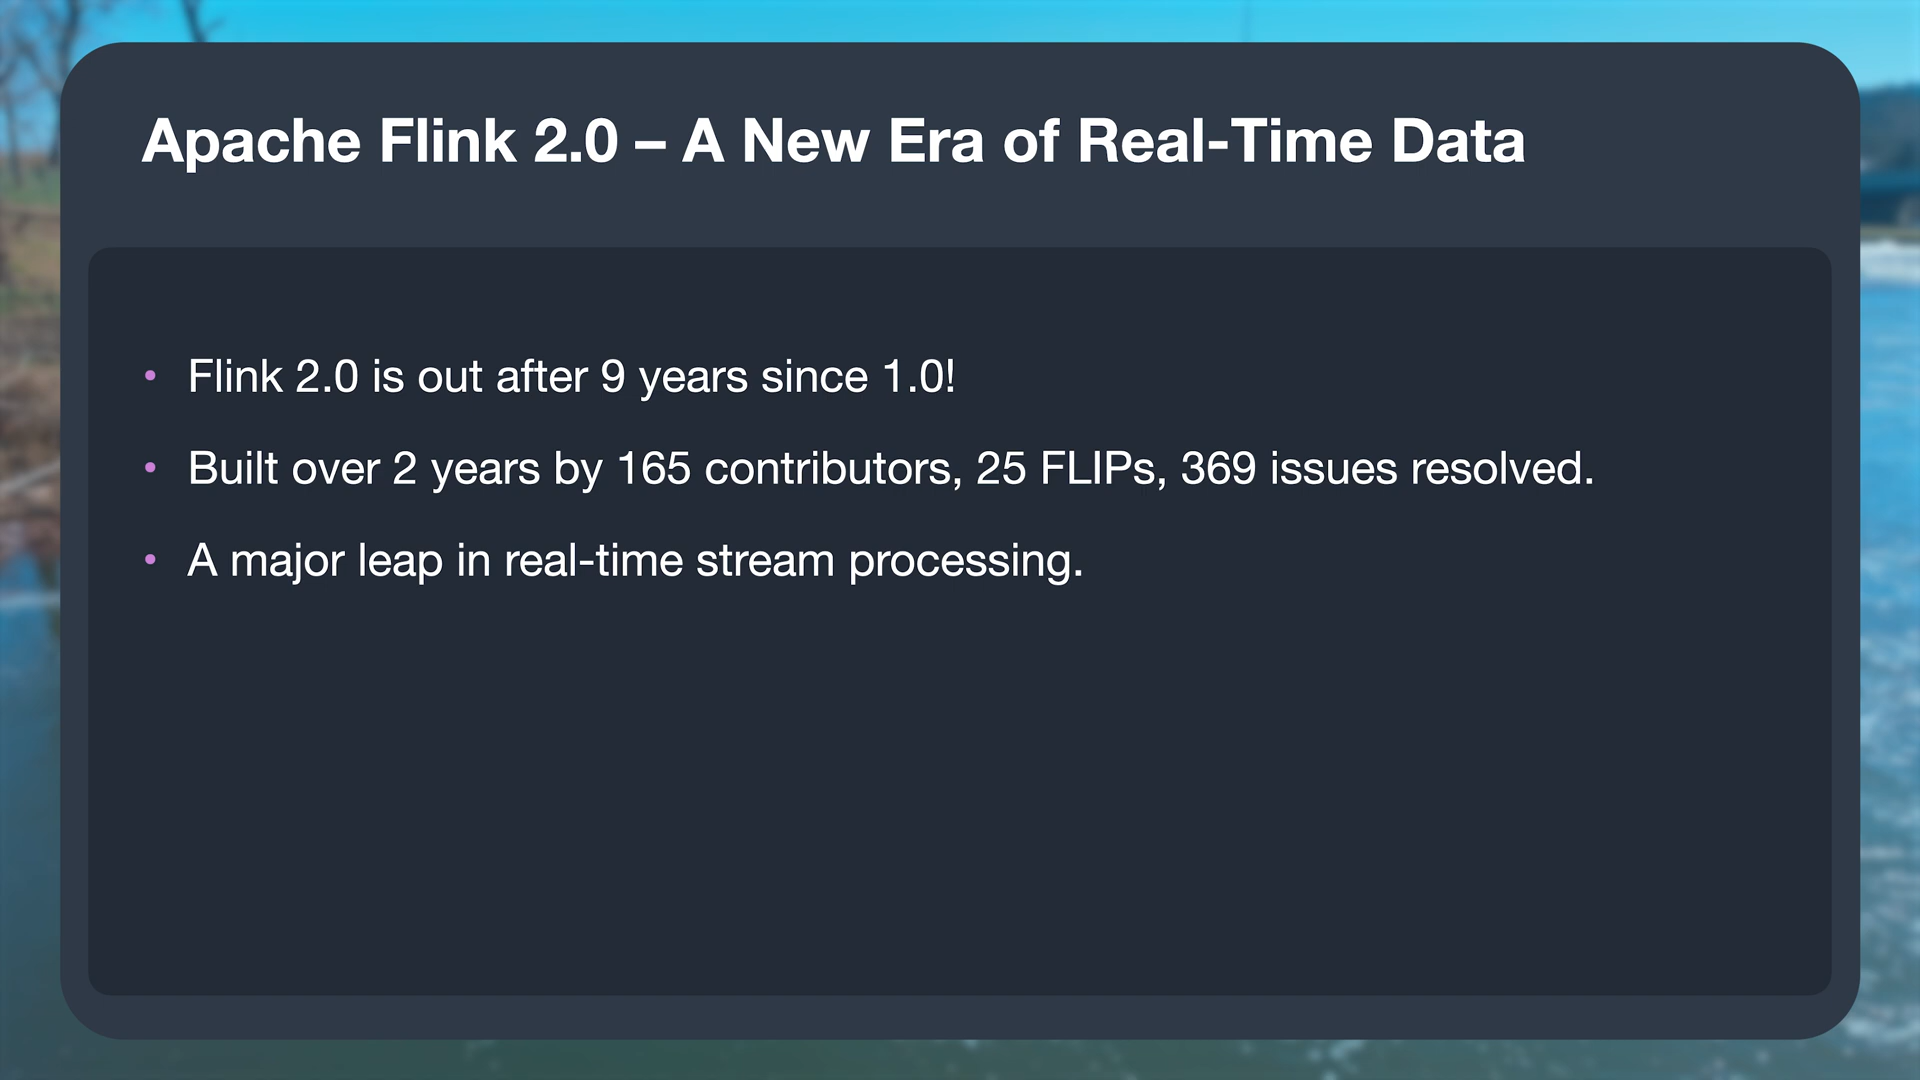 Apache Flink 2.0 – A New Era of Real-Time Data
• Flink 2.0 is out after 9 years since 1.0!
• Built over 2 years by 165 contributors, 25 FLIPs, 369 issues resolved.
• A major leap in real-time stream processing.